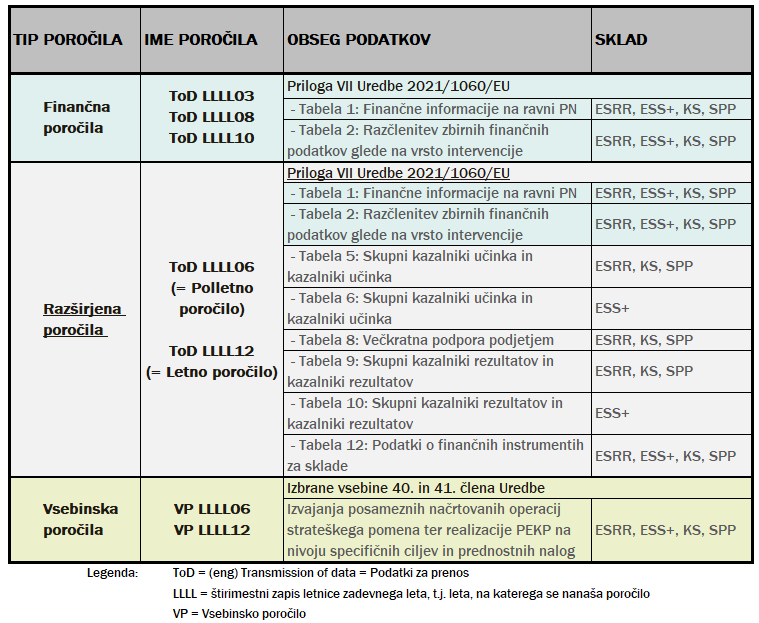 TIP POROČILA IME POROČILA OBSEG PODATKOV SKLAD
Finančna
poročila
ToD LLLL03
ToD LLLL08
ToD LLLL10
Priloga VII Uredbe 2021/1060/EU
- Tabela 1: Finančne informacije na ravni PN ESRR, ESS+, KS, SPP
- Tabela 2: Razčlenitev zbirnih finančnih
podatkov glede na vrsto intervencije
ESRR, ESS+, KS, SPP
Razširjena
poročila
ToD LLLL06
(= Polletno
poročilo)
ToD LLLL12
(= Letno poročilo)
Priloga VII Uredbe 2021/1060/EU
- Tabela 1: Finančne informacije na ravni PN ESRR, ESS+, KS, SPP
- Tabela 2: Razčlenitev zbirnih finančnih
podatkov glede na vrsto intervencije
ESRR, ESS+, KS, SPP
- Tabela 5: Skupni kazalniki učinka in
kazalniki učinka
ESRR, KS, SPP
- Tabela 6: Skupni kazalniki učinka in
kazalniki učinka
ESS+
- Tabela 8: Večkratna podpora podjetjem ESRR, KS, SPP
- Tabela 9: Skupni kazalniki rezultatov in
kazalniki rezultatov
ESRR, KS, SPP
- Tabela 10: Skupni kazalniki rezultatov in
kazalniki rezultatov
ESS+
- Tabela 12: Podatki o finančnih instrumentih
za sklade
ESRR, ESS+, KS, SPP
Vsebinska
poročila
VP LLLL06
VP LLLL12
Izbrane vsebine 40. in 41. člena Uredbe
Izvajanja posameznih načrtovanih operacij
strateškega pomena ter realizacije PEKP na
nivoju specifičnih ciljev in prednostnih nalog
ESRR, ESS+, KS, SPP
Legenda: ToD = (eng) Transmission of data = Podatki za prenos
LLLL = štirimestni zapis letnice zadevnega leta, t.j. leta, na katerega se nanaša poročilo
VP = Vsebinsko poročilo